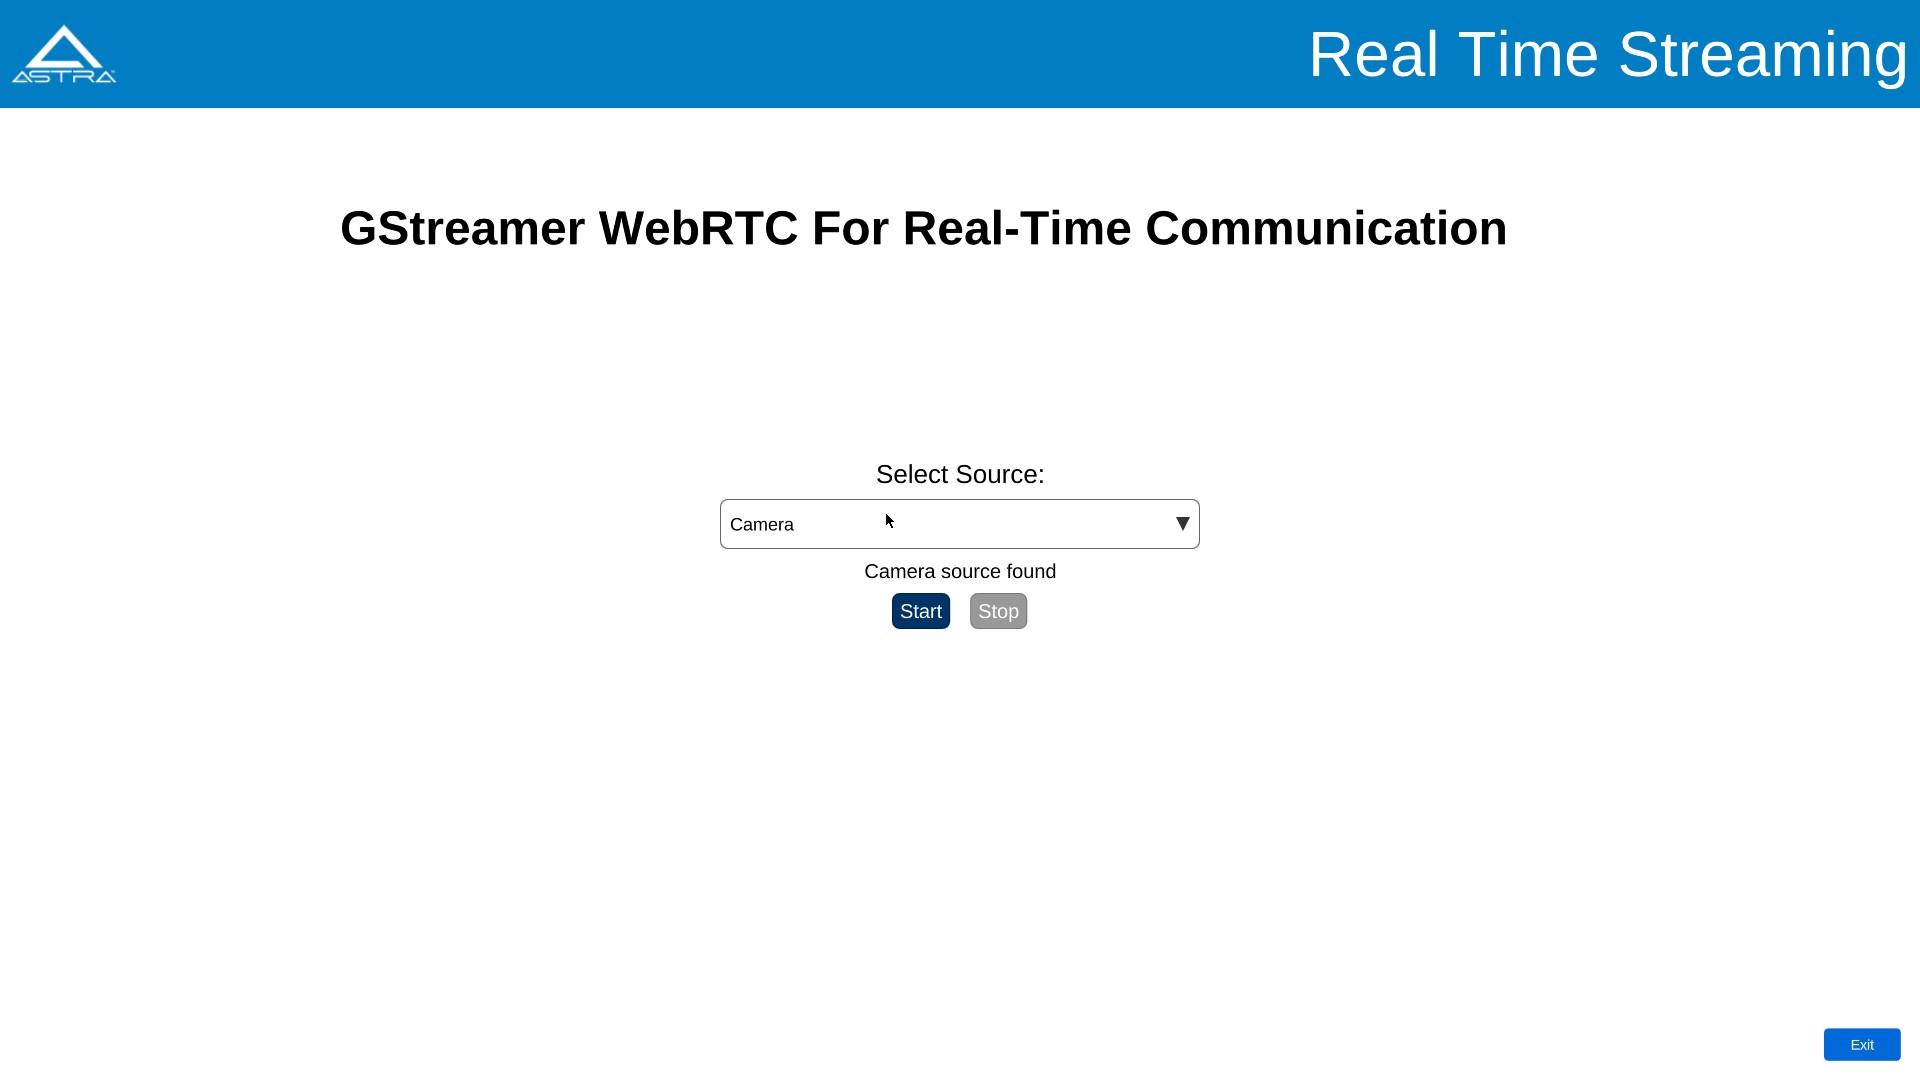 ASTRA
Real Time Streaming
GStreamer WebRTC For Real-Time Communication
Select Source:
Camera
Camera source found
Start Stop
Exit